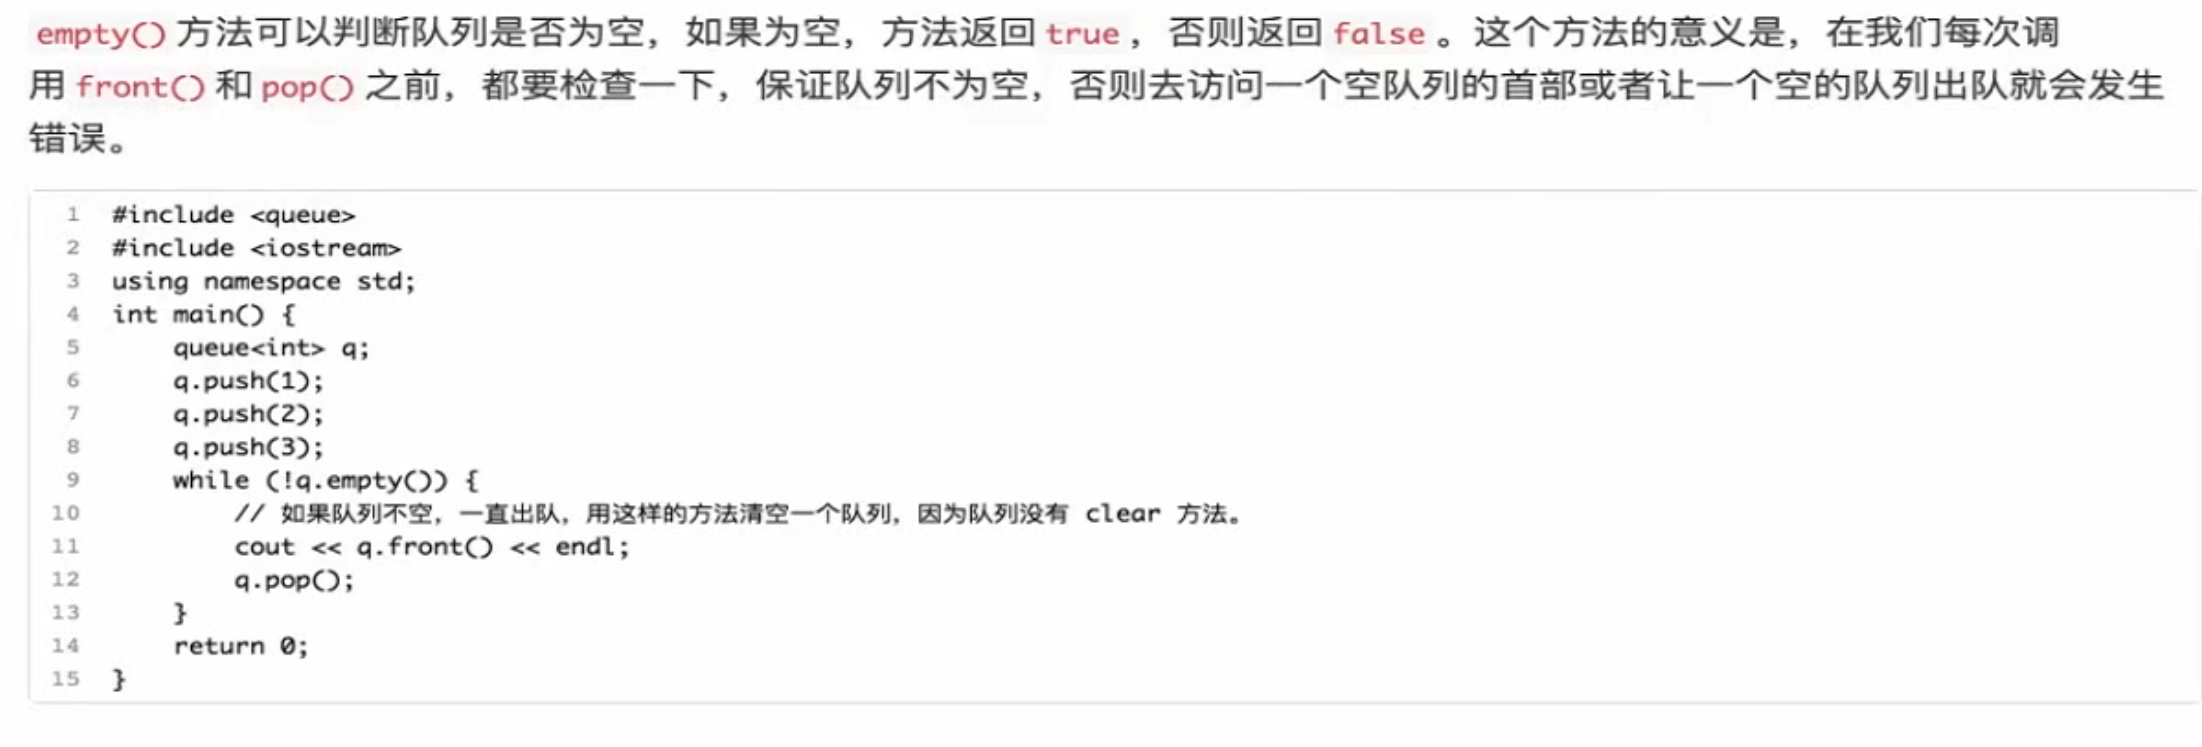 empty() 方法可以判断队列是否为空，如果为空，方法返回 true ，否则返回 false 。这个方法的意义是，在我们每次调
用 front() 和 pop() 之前，都要检查一下，保证队列不为空，否则去访问一个空队列的首部或者让一个空的队列出队就会发生
错误。
1 #include <queue>
2 #include <iostream>
3 using namespace std;
4 int main() {
5     queue<int> q;
6     q.push(1);
7     q.push(2);
8     q.push(3);
9     while (!q.empty()) {
10         // 如果队列不空，一直出队，用这样的方法清空一个队列，因为队列没有 clear 方法。
11         cout << q.front() << endl;
12         q.pop();
13     }
14     return 0;
15 }